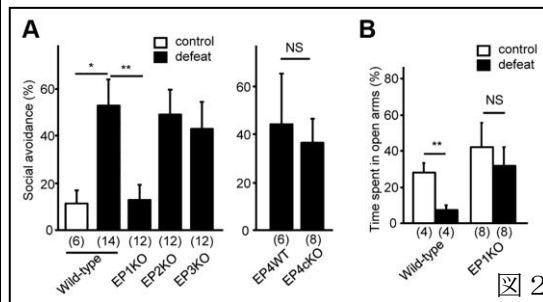 A
control
defeat
Social avoidance (%)
60
40
20
0
* **
(6) (14) (12) (12) (12)
Wild-type EP1KO EP2KO EP3KO
NS
60
40
20
0
(6) (8)
EP4WT EP4cKO
B
control
defeat
Time spent in open arms (%)
80
60
40
20
0
**
NS
(4) (4) (8) (8)
Wild-type EP1KO
図 2